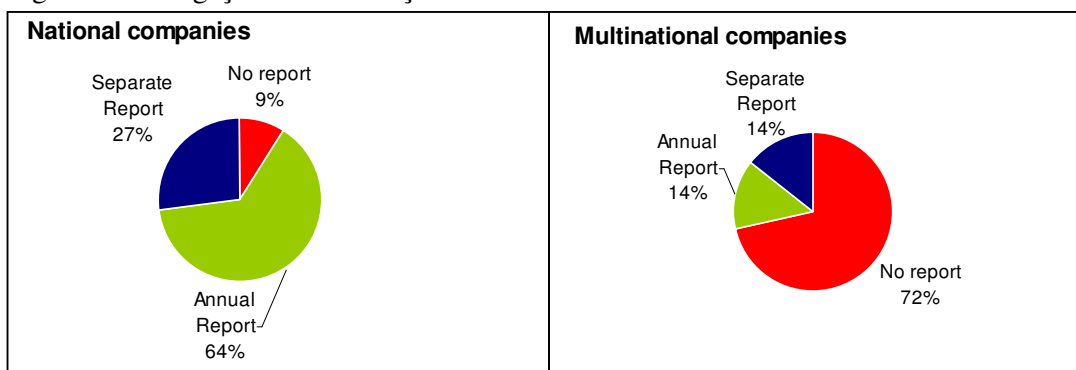 National companies
No report
9%
Separate
Report
27%
Annual
Report
64%
Multinational companies
Separate
Report
14%
Annual
Report
14%
No report
72%